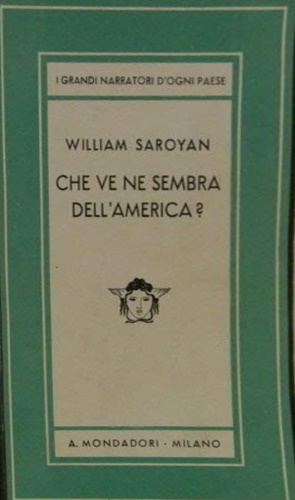 I GRANDI NARRATORI D'OGNI PAESE
WILLIAM SAROYAN
CHE VE NE SEMBRA
DELL'AMERICA?
A. MONDADORI - MILANO